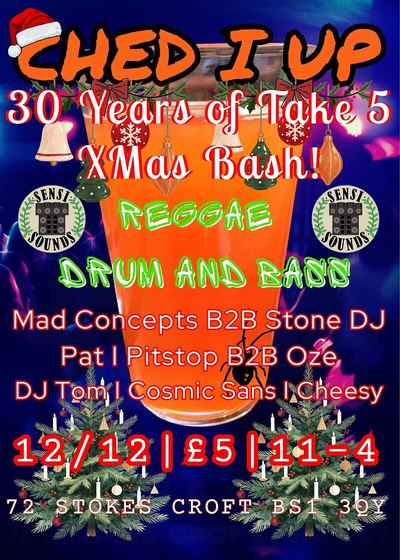 CHED I UP
30 Years of Take 5
XMas Bash!
REGGAE
SENSI SOUNDS
SENSI SOUNDS
DRUM AND BASS
Mad Concepts B2B Stone DJ
Pat | Pitstop B2B Oze
DJ Tom | Cosmic Sans | Cheesy
12/12|£5|11-4
72 STOKES CROFT BS1 3QY